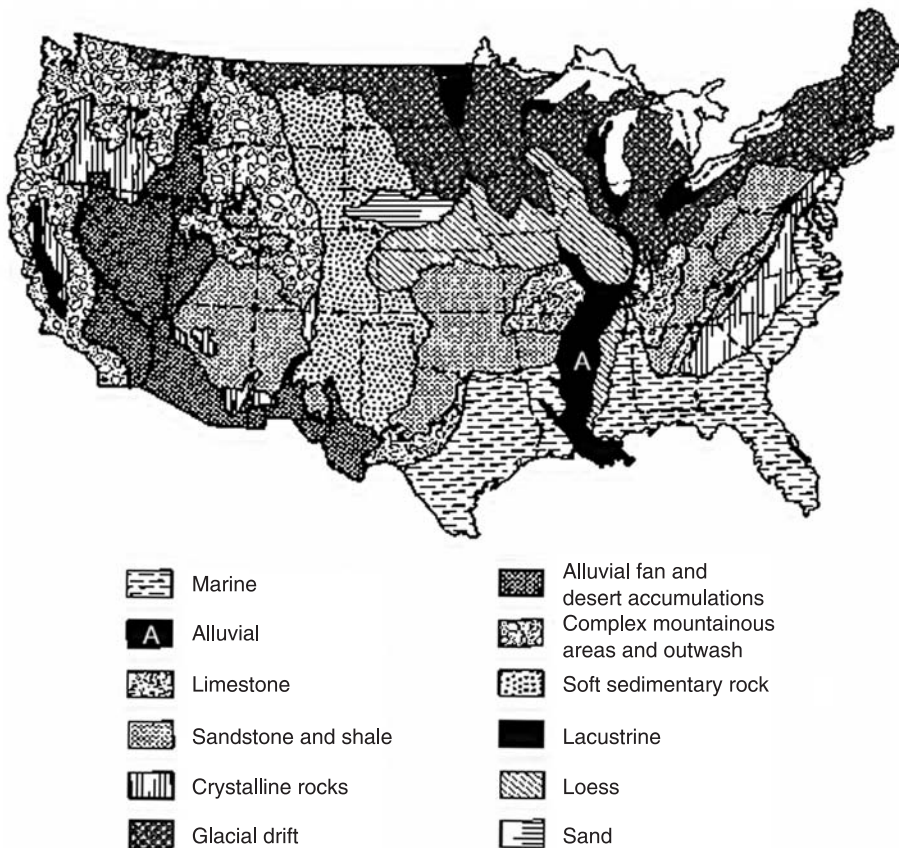 A
A
Marine
A Alluvial
Limestone
Sandstone and shale
Crystalline rocks
Glacial drift
Alluvial fan and
desert accumulations
Complex mountainous
areas and outwash
Soft sedimentary rock
Lacustrine
Loess
Sand